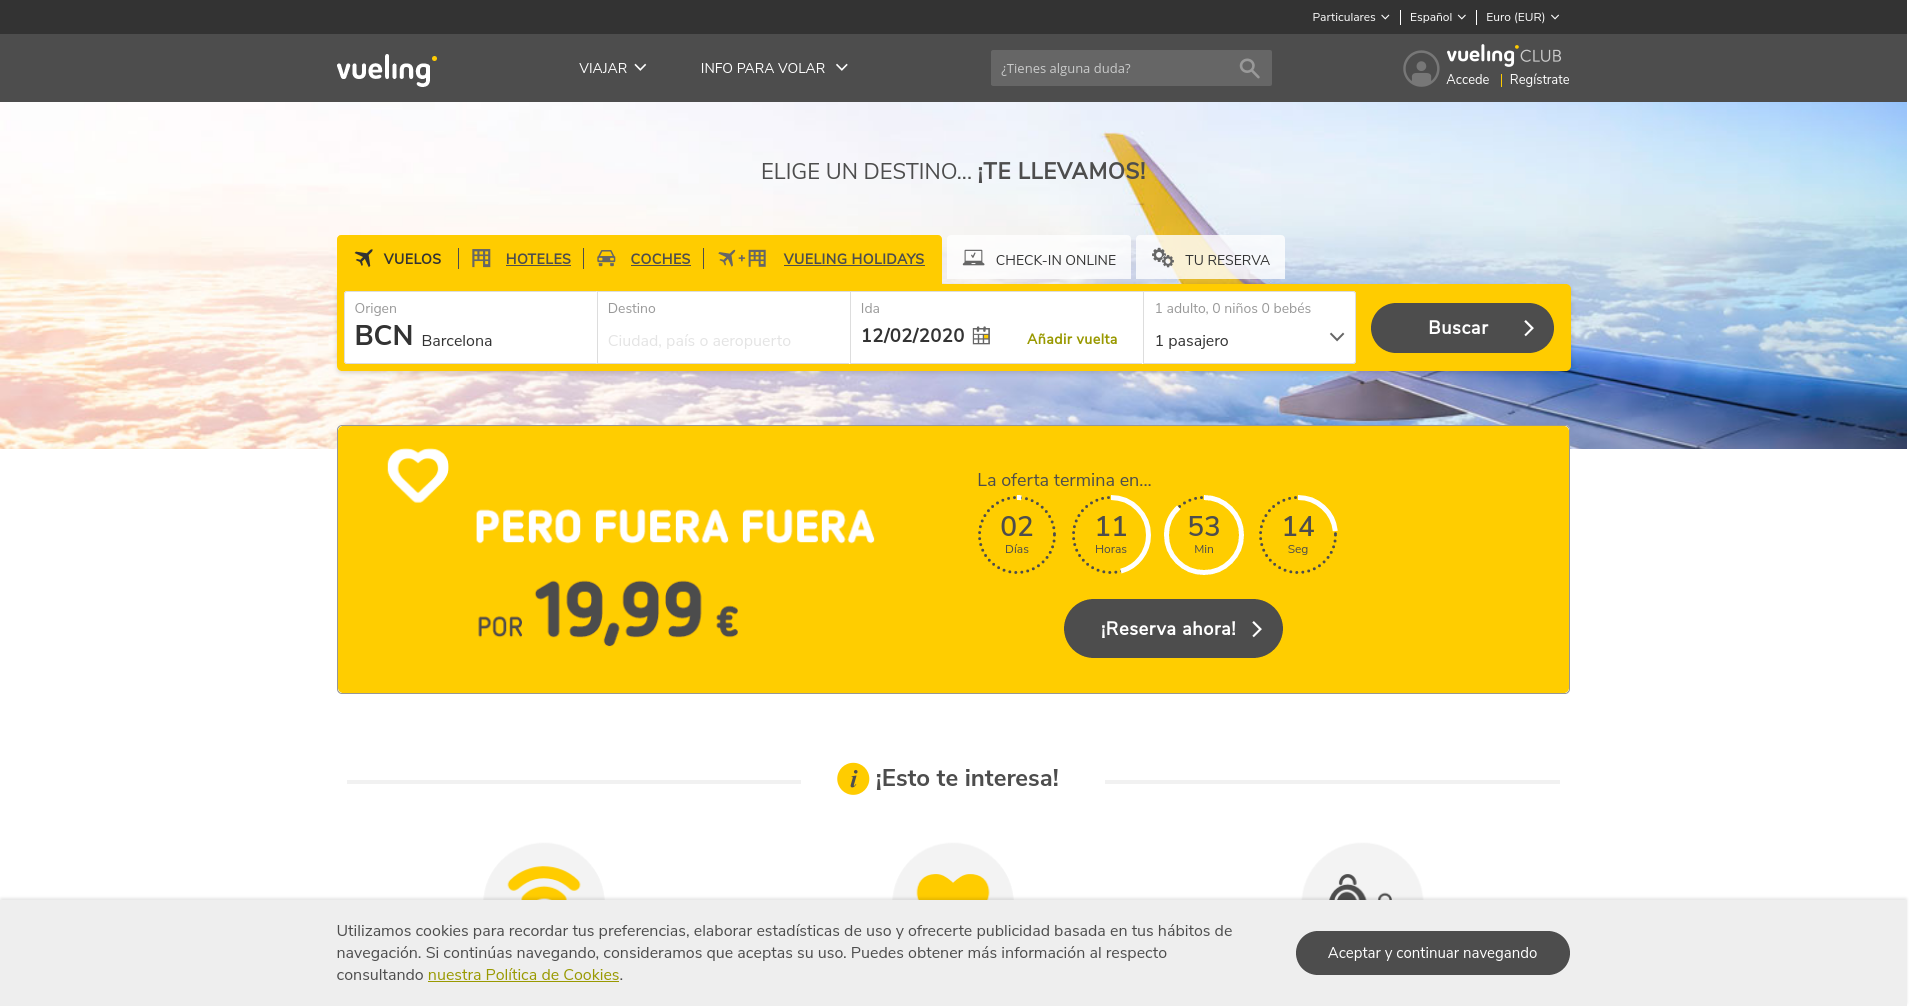 Particulares
Español
Euro (EUR)
vueling
VIAJAR
INFO PARA VOLAR
¿Tienes alguna duda?
vueling CLUB
Accede | Regístrate
ELIGE UN DESTINO... ¡TE LLEVAMOS!
VUELOS
HOTELES
COCHES
+
VUELING HOLIDAYS
CHECK-IN ONLINE
TU RESERVA
Origen
BCN Barcelona
Destino
Ciudad, país o aeropuerto
Ida
12/02/2020
Añadir vuelta
1 adulto, 0 niños 0 bebés
1 pasajero
Buscar
PERO FUERA FUERA
POR 19,99 €
La oferta termina en...
02 11 53 14
Días Horas Min Seg
¡Reserva ahora!
i ¡Esto te interesa!
Utilizamos cookies para recordar tus preferencias, elaborar estadísticas de uso y ofrecerte publicidad basada en tus hábitos de
navegación. Si continúas navegando, consideramos que aceptas su uso. Puedes obtener más información al respecto
consultando nuestra Política de Cookies.
Aceptar y continuar navegando